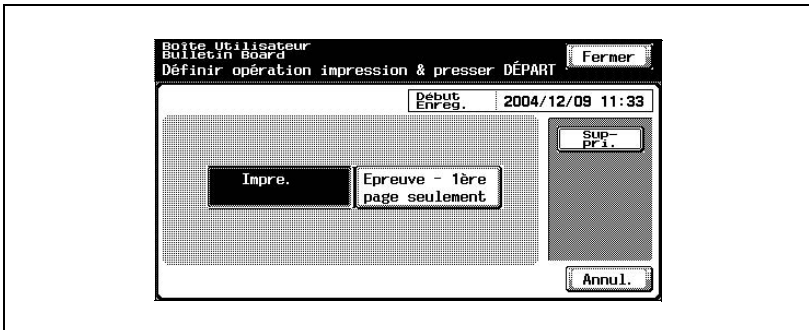 Boîte Utilisateur
Bulletin Board
Définir opération impression & presser DÉPART
Fermer
Début
Enreg.
2004/12/09 11:33
Sup-
pri.
Impre.
Epreuve - 1ère
page seulement
Annul.